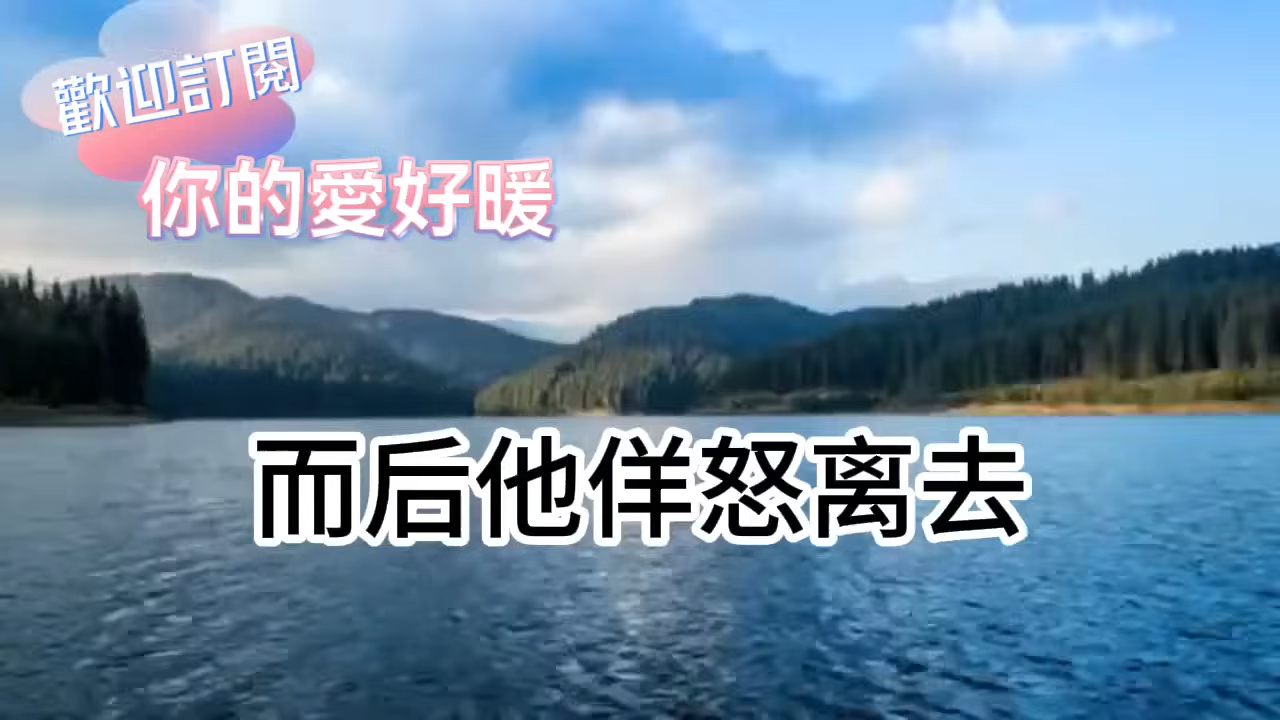 歡迎訂閱
你的愛好暖
而后他佯怒离去